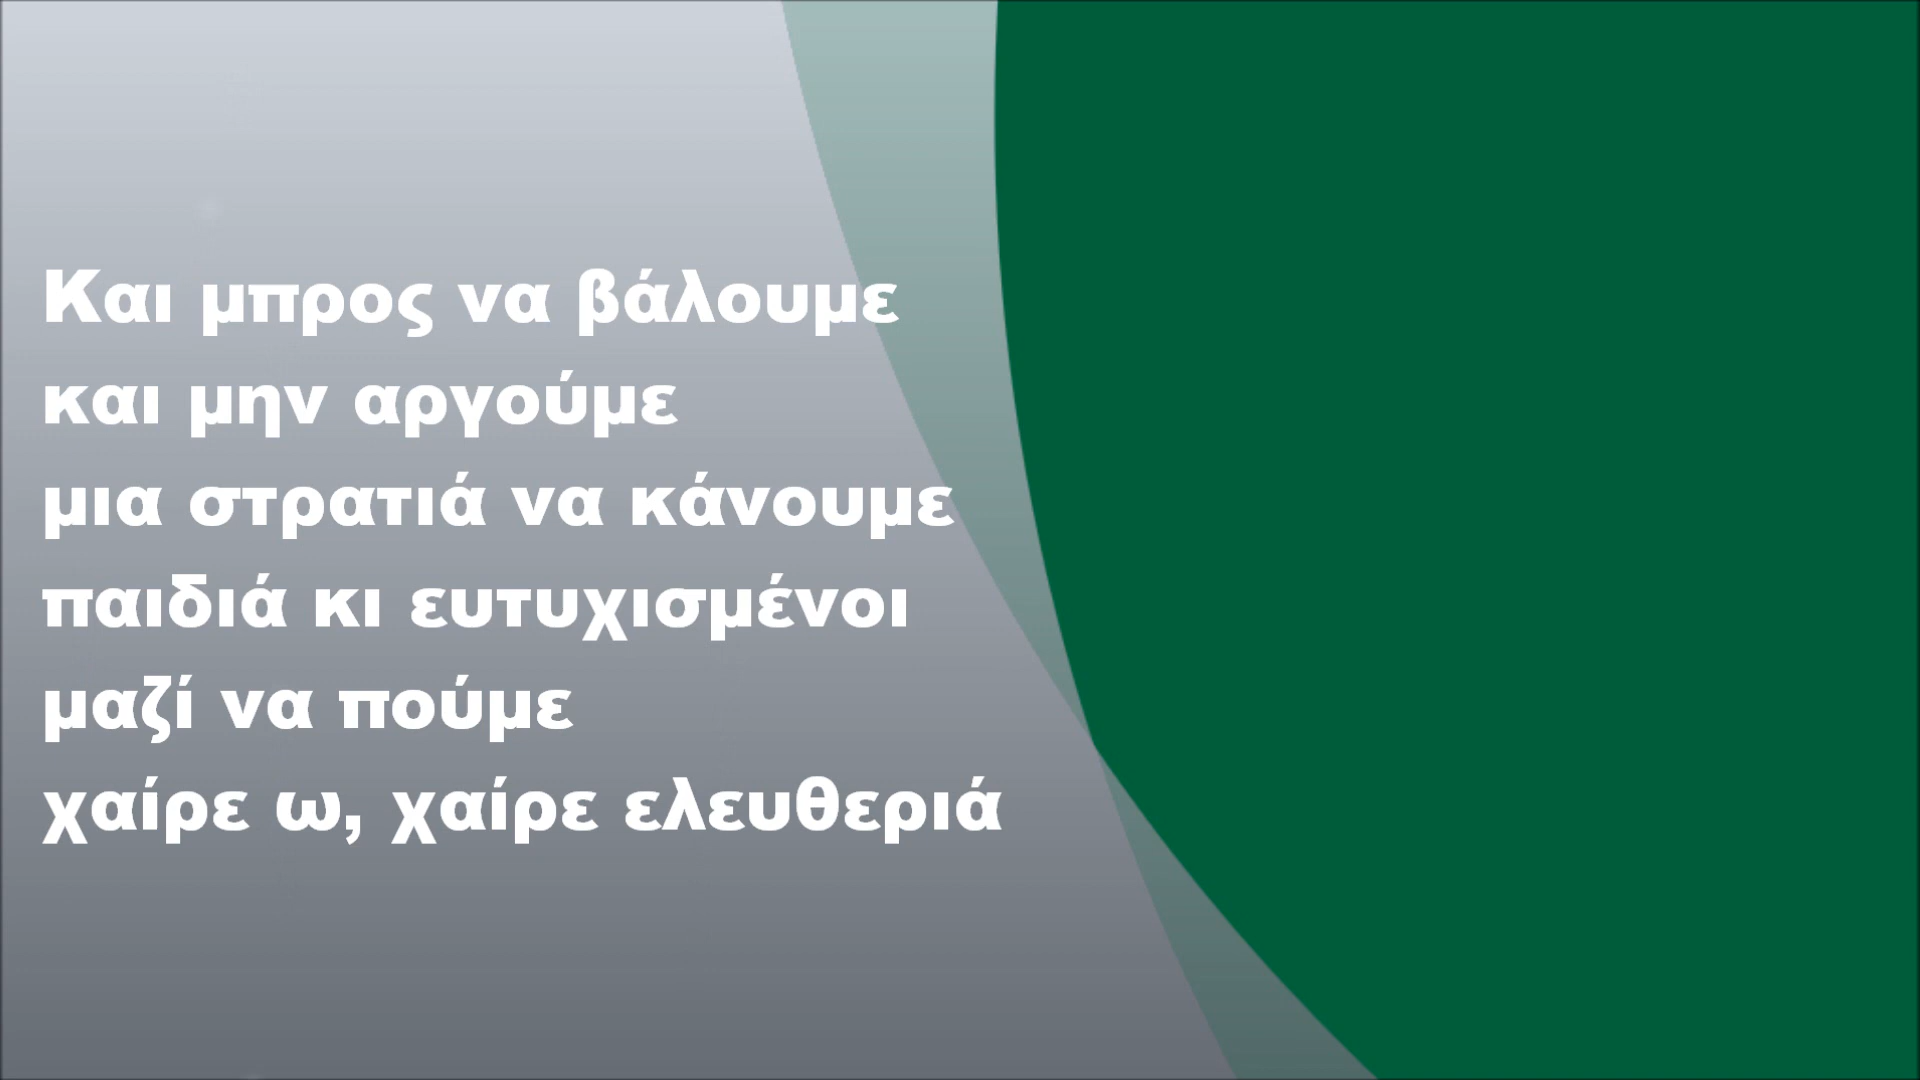 Και μπρος να βάλουμε
και μην αργούμε
μια στρατιά να κάνουμε
παιδιά κι ευτυχισμένοι
μαζί να πούμε
χαίρε ω, χαίρε ελευθεριά